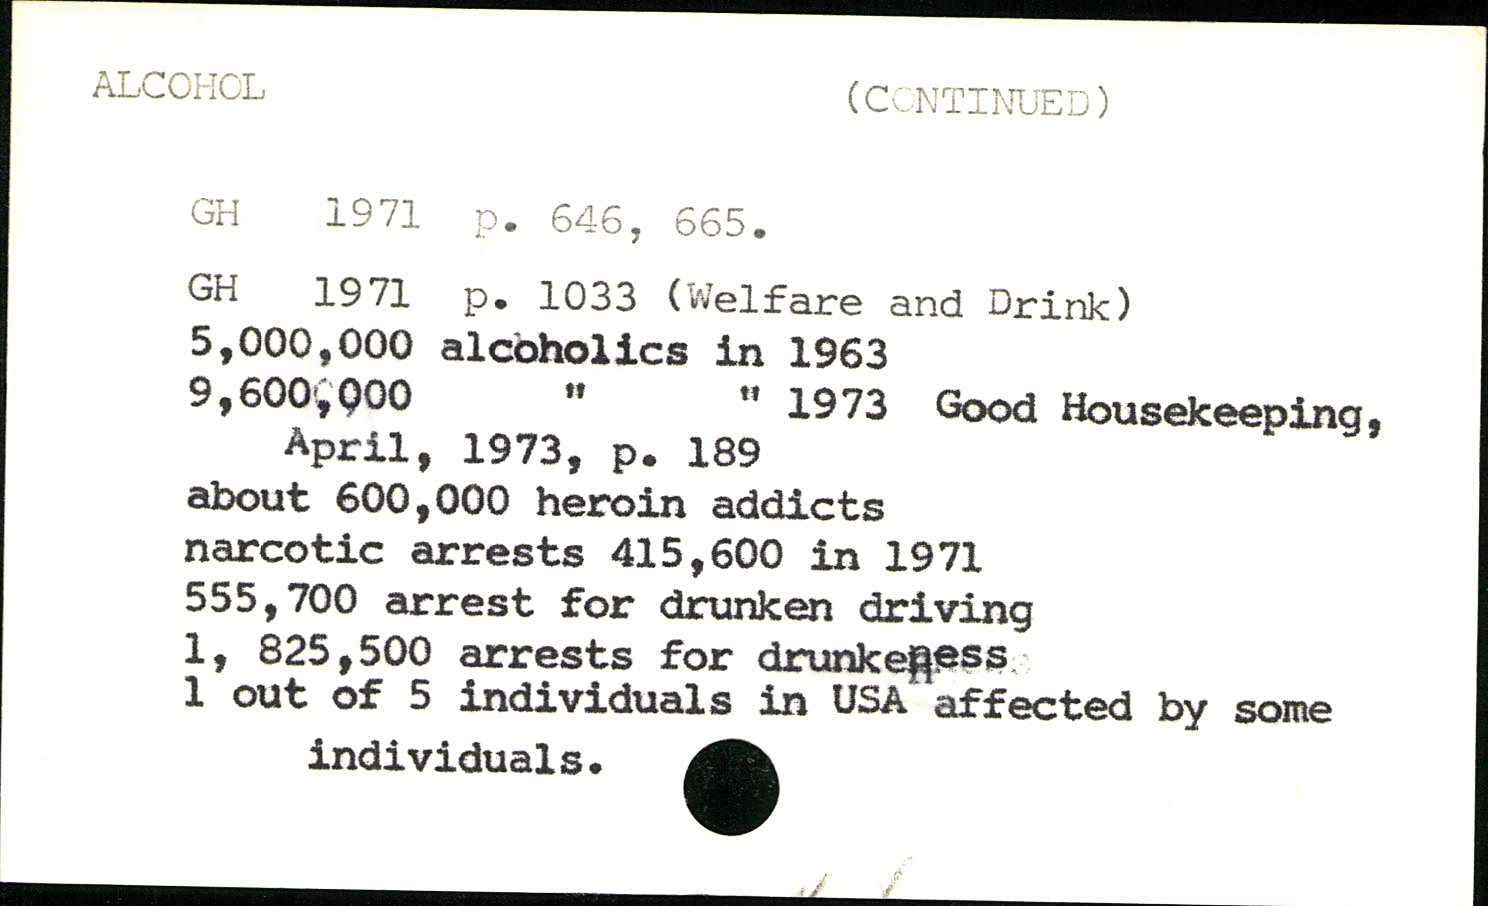 ALCOHOL (CONTINUED)
GH 1971 p. 646, 665.
GH 1971 p. 1033 (Welfare and Drink)
5,000,000 alcoholics in 1963
9,600,000 " " 1973 Good Housekeeping,
April, 1973, p. 189
about 600,000 heroin addicts
narcotic arrests 415,600 in 1971
555,700 arrest for drunken driving
1, 825,500 arrests for drunkeness
1 out of 5 individuals in USA affected by some
individuals.